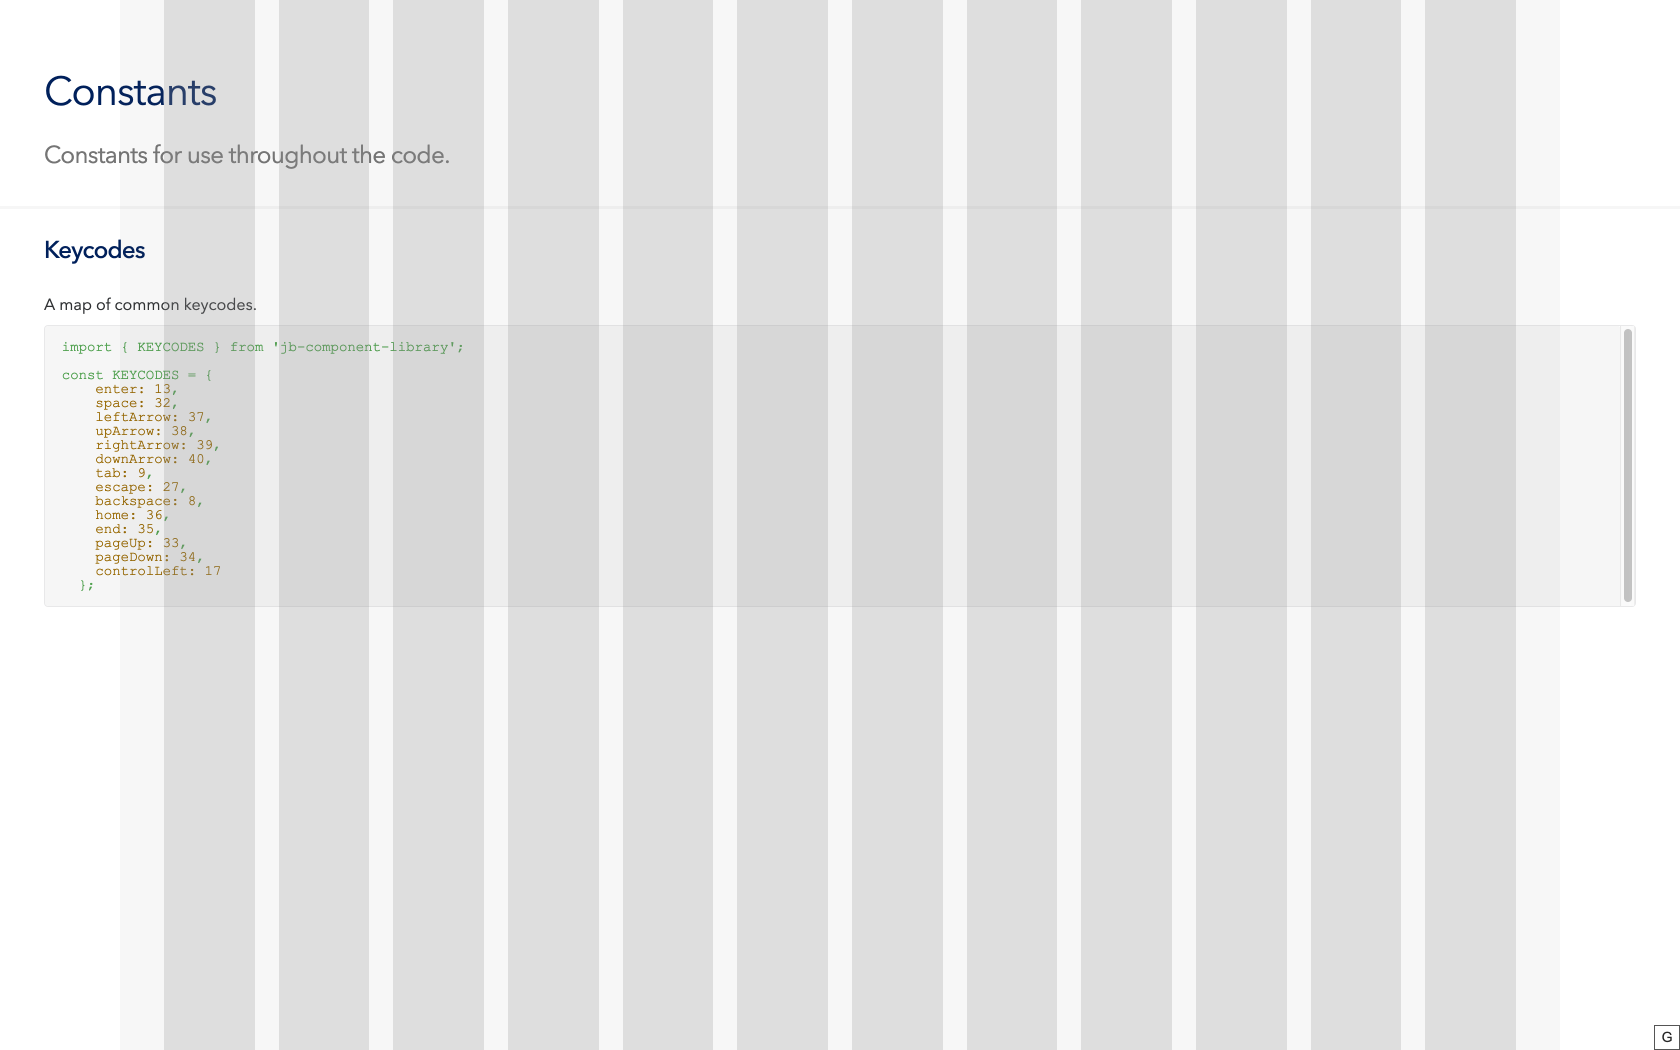 Constants
Constants for use throughout the code.
Keycodes
A map of common keycodes.
import { KEYCODES } from 'jb-component-library';
const KEYCODES = {
enter: 13,
space: 32,
leftArrow: 37,
upArrow: 38,
rightArrow: 39,
downArrow: 40,
tab: 9,
escape: 27,
backspace: 8,
home: 36,
end: 35,
pageUp: 33,
pageDown: 34,
controlLeft: 17
};
G